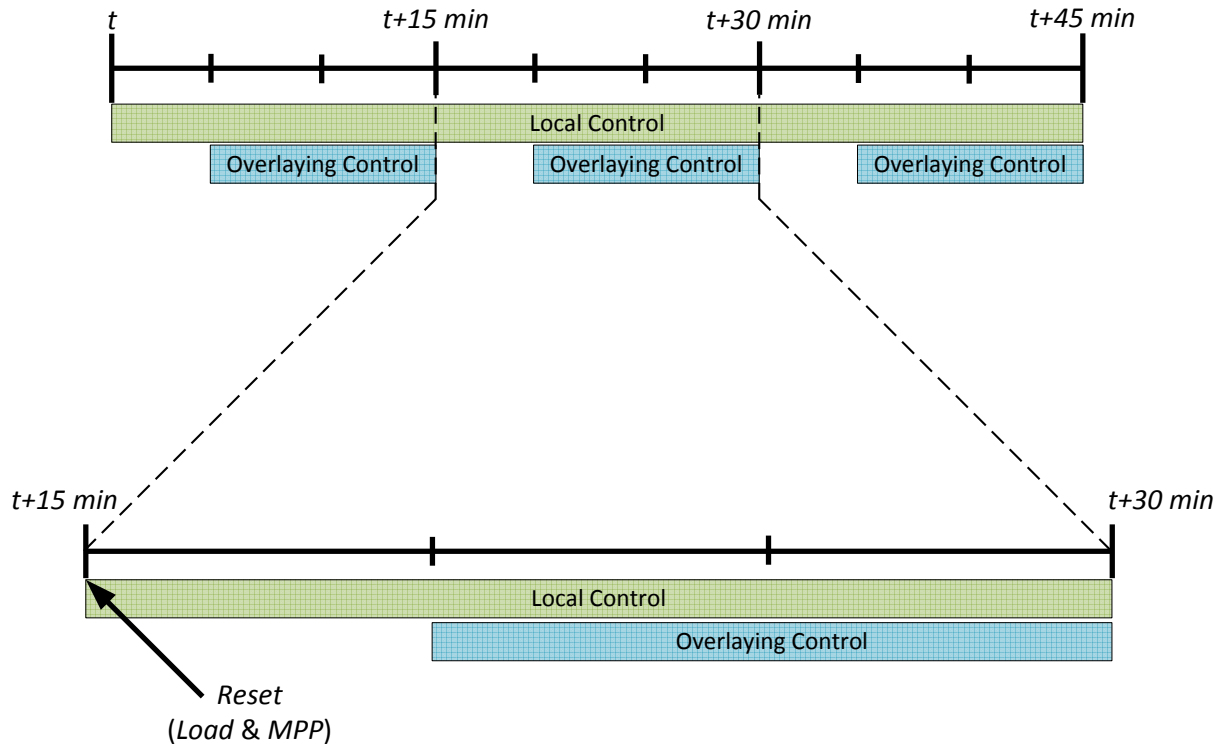 t
t+15 min
t+30 min
t+45 min
Local Control
Overlaying Control
Overlaying Control
Overlaying Control
t+15 min
t+30 min
Local Control
Overlaying Control
Reset
(Load & MPP)